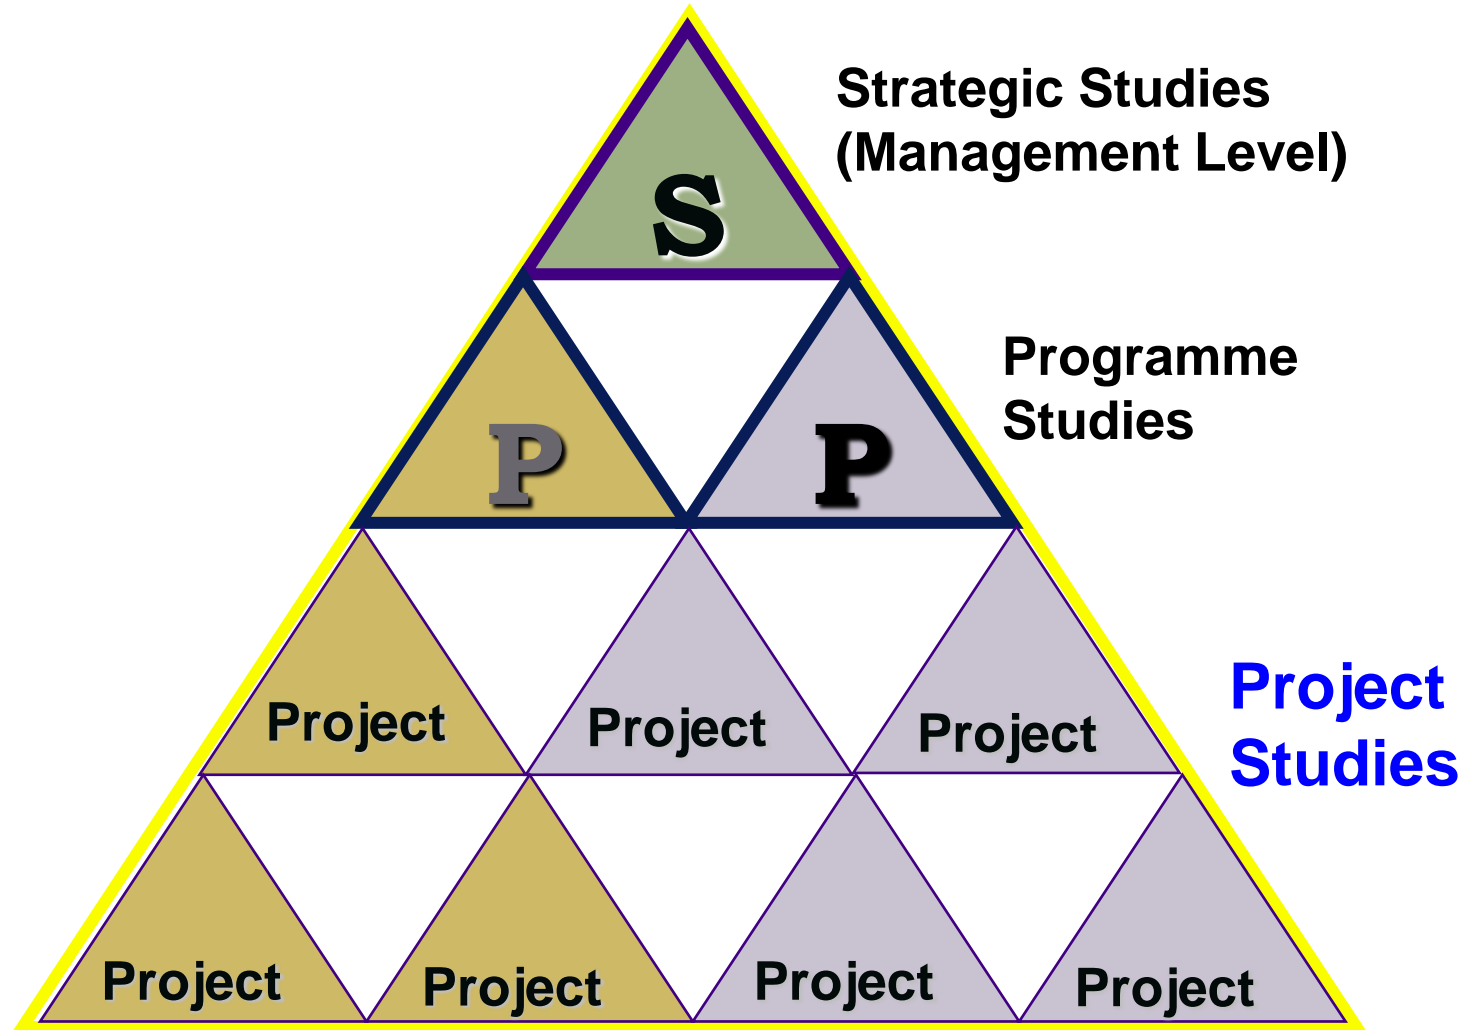 Strategic Studies
(Management Level)
S
Programme
Studies
P P
Project
Studies
Project Project Project
Project Project Project Project